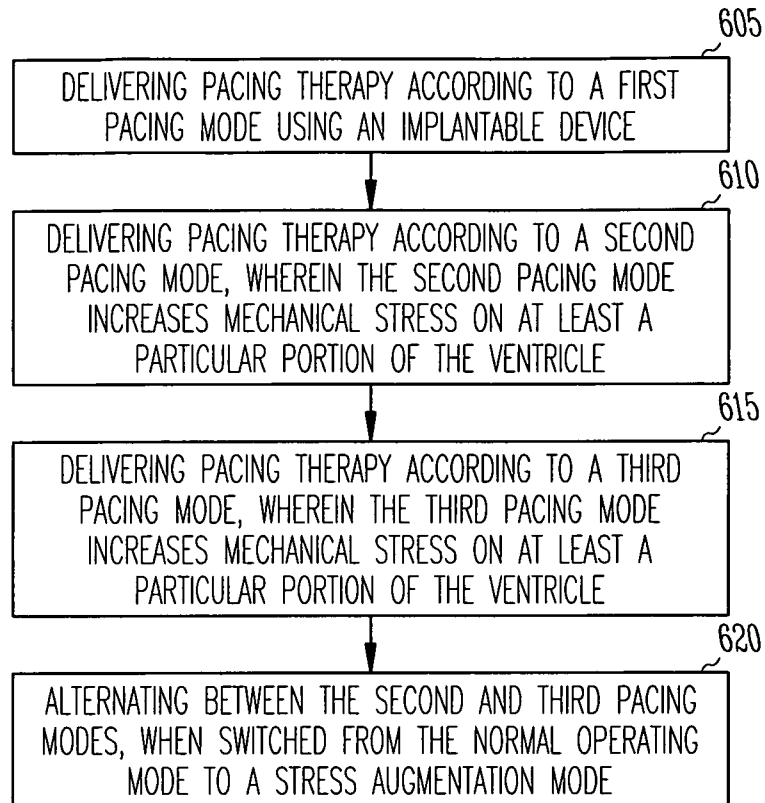 605
DELIVERING PACING THERAPY ACCORDING TO A FIRST
PACING MODE USING AN IMPLANTABLE DEVICE
610
DELIVERING PACING THERAPY ACCORDING TO A SECOND
PACING MODE, WHEREIN THE SECOND PACING MODE
INCREASES MECHANICAL STRESS ON AT LEAST A
PARTICULAR PORTION OF THE VENTRICLE
615
DELIVERING PACING THERAPY ACCORDING TO A THIRD
PACING MODE, WHEREIN THE THIRD PACING MODE
INCREASES MECHANICAL STRESS ON AT LEAST A
PARTICULAR PORTION OF THE VENTRICLE
620
ALTERNATING BETWEEN THE SECOND AND THIRD PACING
MODES, WHEN SWITCHED FROM THE NORMAL OPERATING
MODE TO A STRESS AUGMENTATION MODE